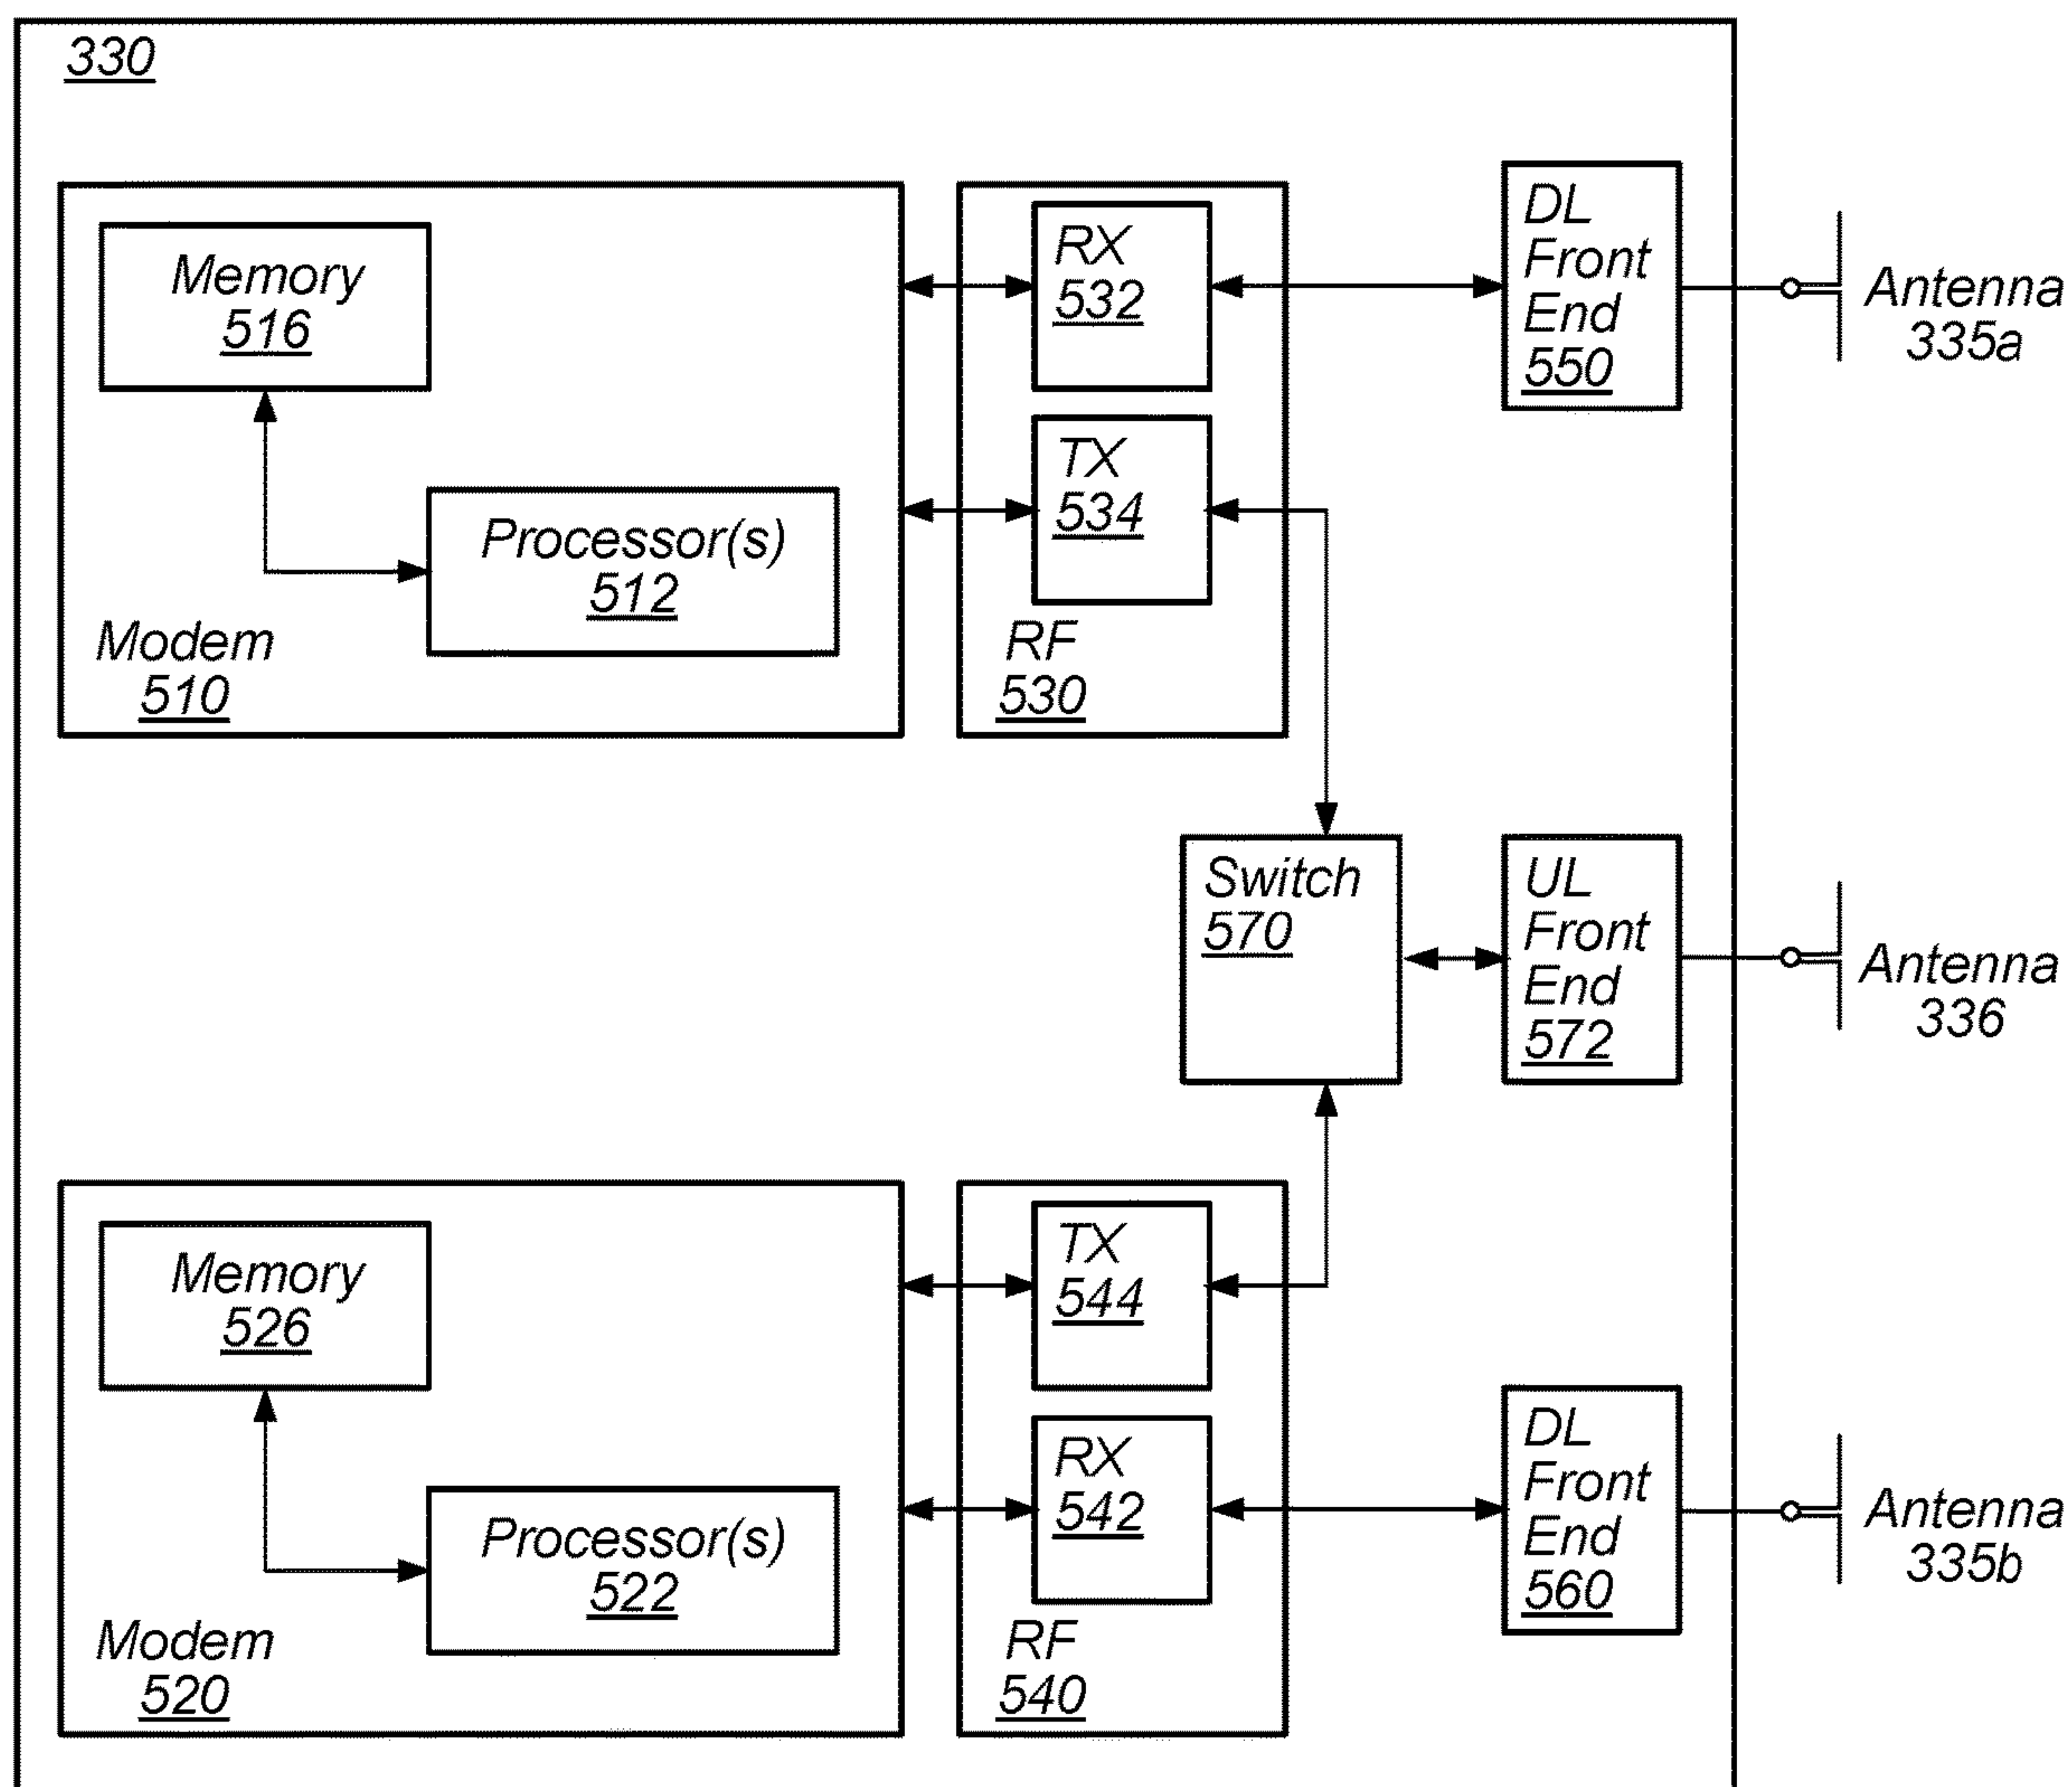 330
Memory
516
Processor(s)
512
Modem
510
RX
532
TX
534
RF
530
DL
Front
End
550
Antenna
335a
Switch
570
UL
Front
End
572
Antenna
336
Memory
526
Processor(s)
522
Modem
520
TX
544
RX
542
RF
540
DL
Front
End
560
Antenna
335b